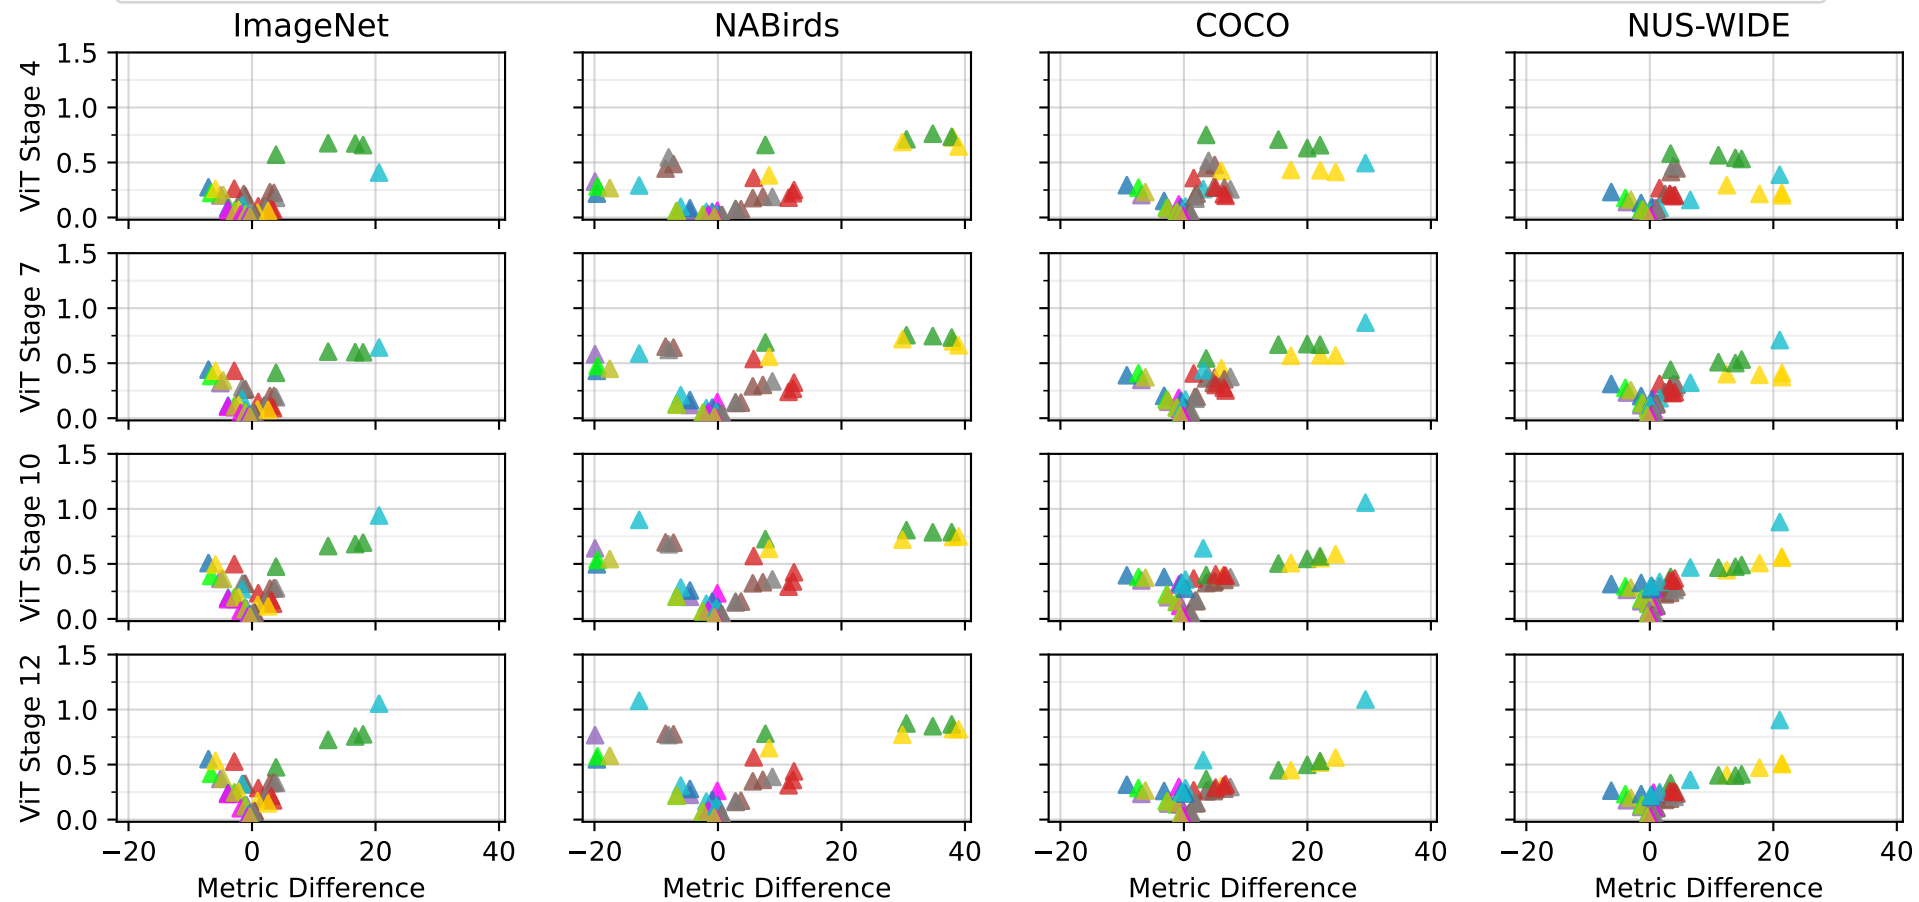 ImageNet NABirds COCO NUS-WIDE
ViT Stage 4
1.5
1.0
0.5
0.0
ViT Stage 7
1.5
1.0
0.5
0.0
ViT Stage 10
1.5
1.0
0.5
0.0
ViT Stage 12
1.5
1.0
0.5
0.0
−20 0 20 40 −20 0 20 40 −20 0 20 40 −20 0 20 40
Metric Difference Metric Difference Metric Difference Metric Difference